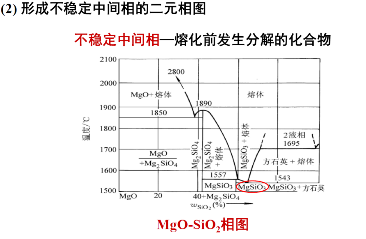 (2) 形成不稳定中间相的二元相图
不稳定中间相—熔化前发生分解的化合物
2100
2000
1900
1800
1700
1600
1500
温度/℃
2800
MgO+熔体
1850
1890
熔体
MgO
+Mg₂SiO₄
Mg₂SiO₄
Mg₂SiO₄
+熔体
MgSiO₃+熔体
2液相
1695
方石英+熔体
1557
1543
MgSiO₃
+Mg₂SiO₄
MgSiO₃
MgSiO₃+方石英
MgO
20
40
w SiO₂(%)
MgO-SiO₂相图